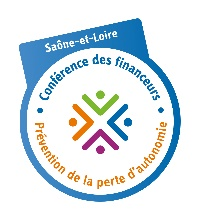 Saône-et-Loire
Conférence des financeurs
Prévention de la perte d'autonomie